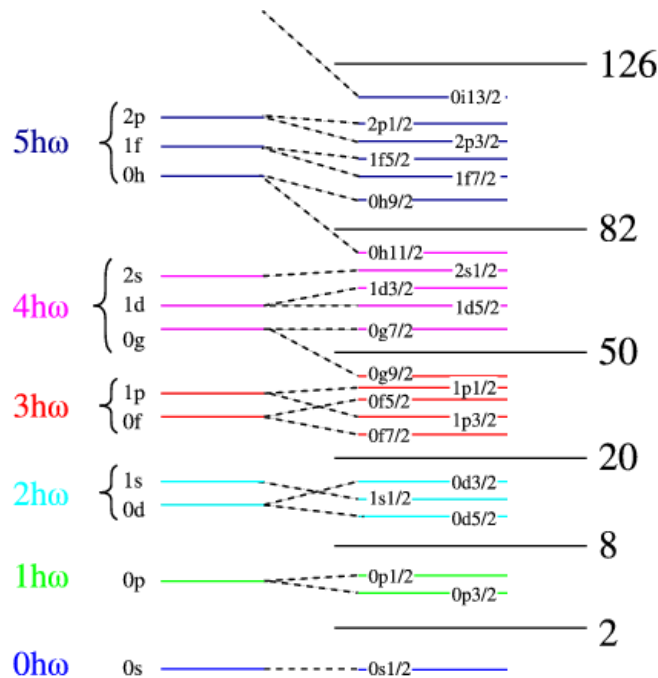 126
0i13/2
2p
2p1/2
5hω
1f
2p3/2
1f5/2
0h
1f7/2
0h9/2
82
0h11/2
2s
2s1/2
1d3/2
4hω
1d
1d5/2
0g
0g7/2
50
0g9/2
1p
1p1/2
3hω
0f5/2
0f
1p3/2
0f7/2
20
1s
0d3/2
2hω
1s1/2
0d
0d5/2
8
1hω
0p
0p1/2
0p3/2
2
0hω
0s
0s1/2